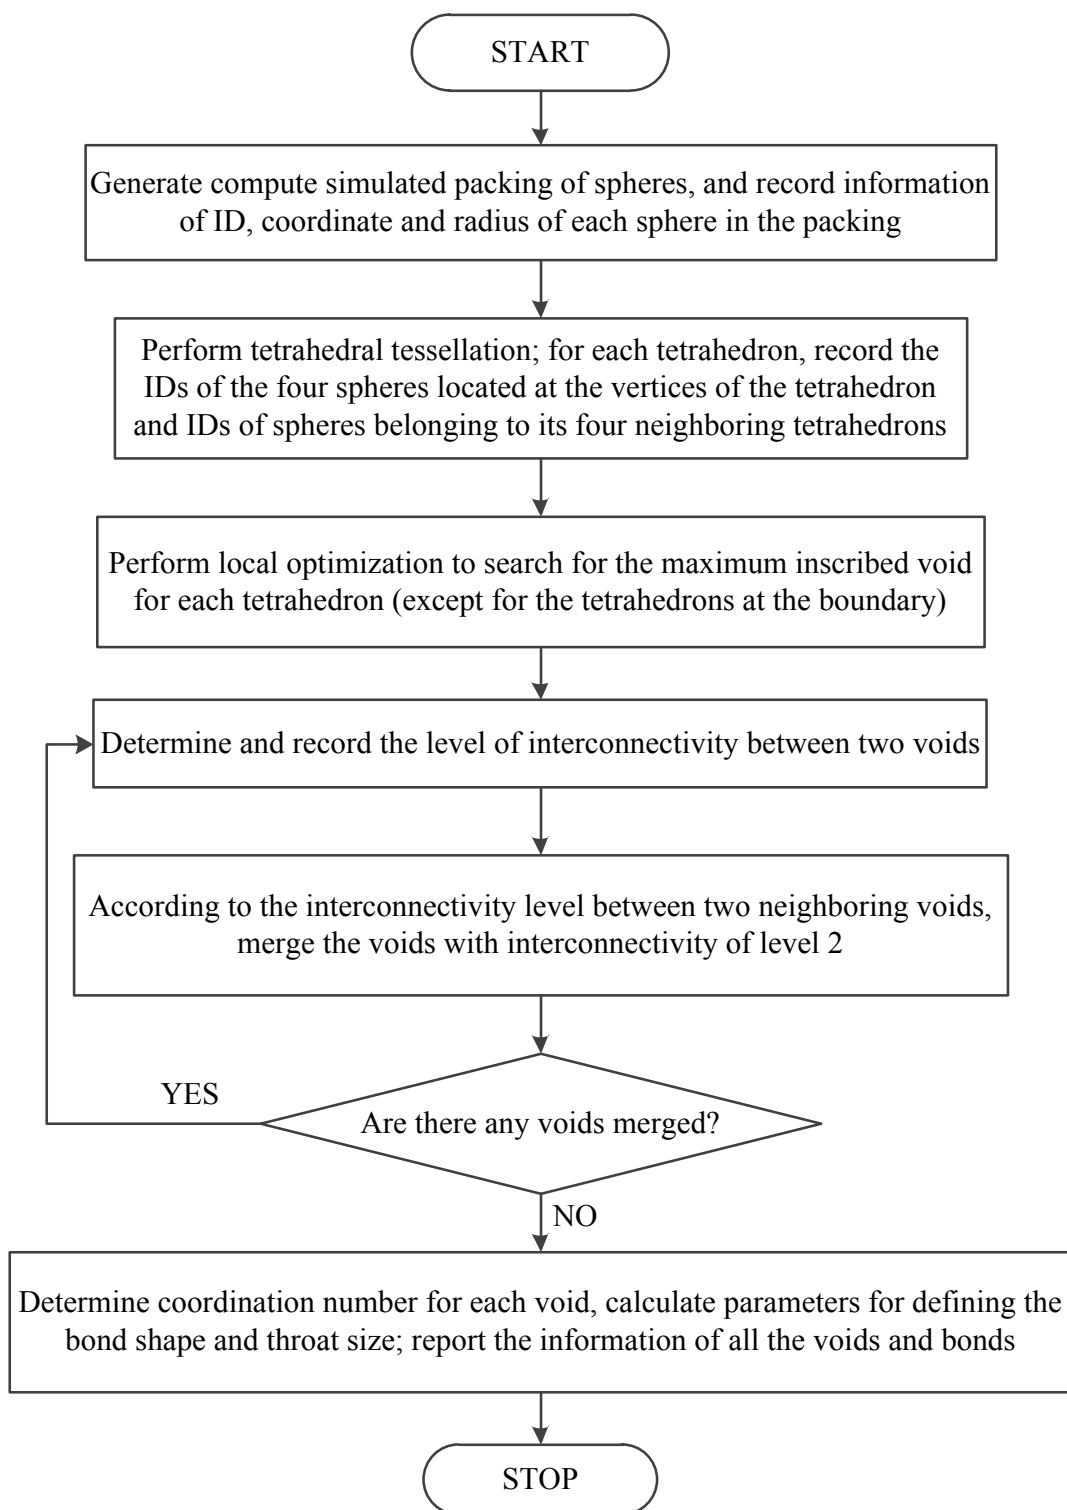 START
Generate compute simulated packing of spheres, and record information
of ID, coordinate and radius of each sphere in the packing
Perform tetrahedral tessellation; for each tetrahedron, record the
IDs of the four spheres located at the vertices of the tetrahedron
and IDs of spheres belonging to its four neighboring tetrahedrons
Perform local optimization to search for the maximum inscribed void
for each tetrahedron (except for the tetrahedrons at the boundary)
Determine and record the level of interconnectivity between two voids
According to the interconnectivity level between two neighboring voids,
merge the voids with interconnectivity of level 2
YES
Are there any voids merged?
NO
Determine coordination number for each void, calculate parameters for defining the
bond shape and throat size; report the information of all the voids and bonds
STOP